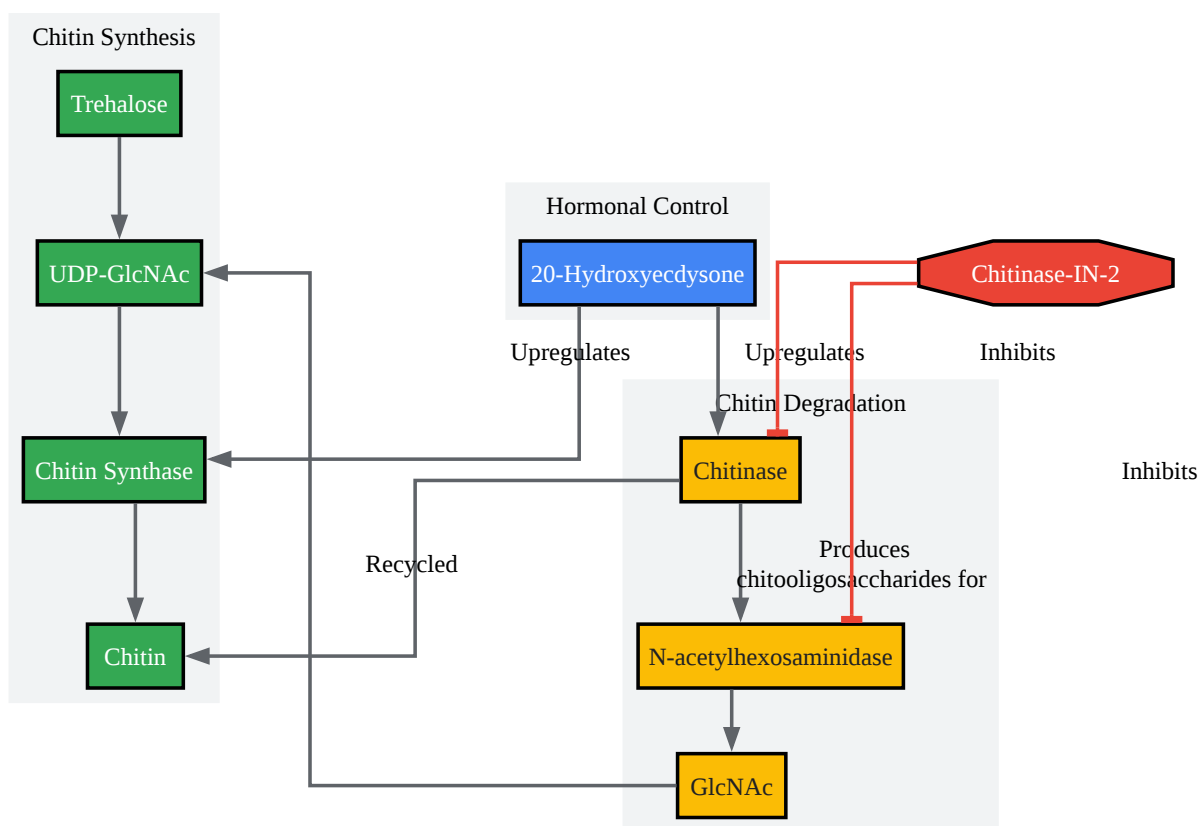 Chitin Synthesis
Trehalose
Hormonal Control
UDP-GlcNAc
20-Hydroxyecdysone
Chitinase-IN-2
Upregulates
Upregulates
Inhibits
Chitin Degradation
Chitin Synthase
Chitinase
Inhibits
Recycled
Produces
chitooligosaccharides for
Chitin
N-acetylhexosaminidase
GlcNAc